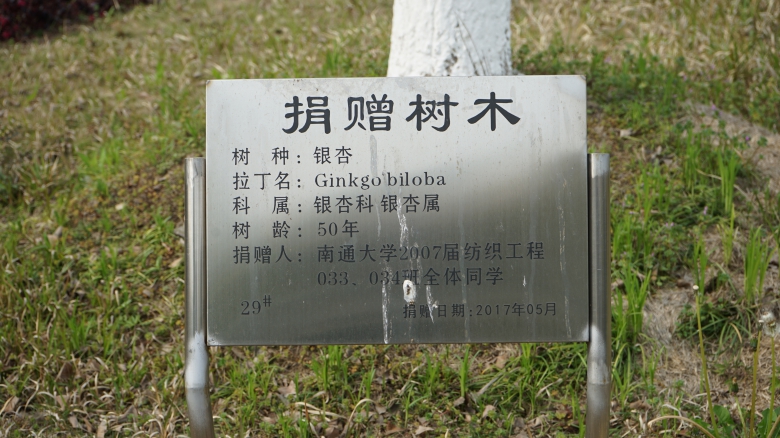 捐赠树木
树 种：银杏
拉丁名：Ginkgo biloba
科 属：银杏科 银杏属
树 龄：50年
捐赠人：南通大学2007届纺织工程
033、034班全体同学
29#
捐赠日期：2017年05月